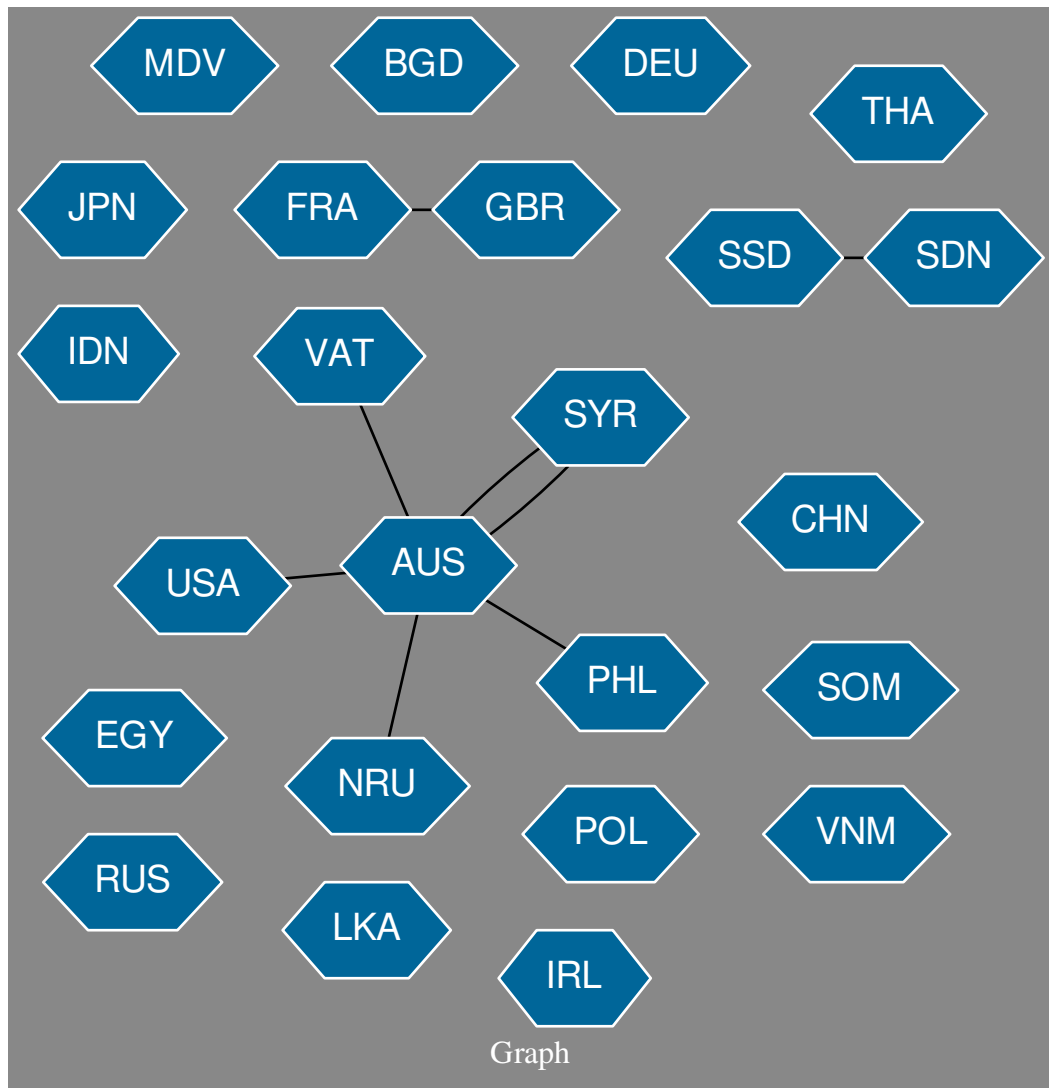 MDV
BGD
DEU
THA
JPN
FRA
GBR
SSD
SDN
IDN
VAT
SYR
CHN
AUS
USA
PHL
SOM
EGY
NRU
POL
VNM
RUS
LKA
IRL
Graph